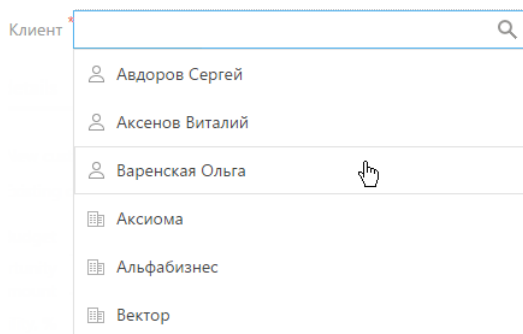 Клиент *
Авдоров Сергей
Аксенов Виталий
Варенская Ольга
Аксиома
Альфабизнес
Вектор